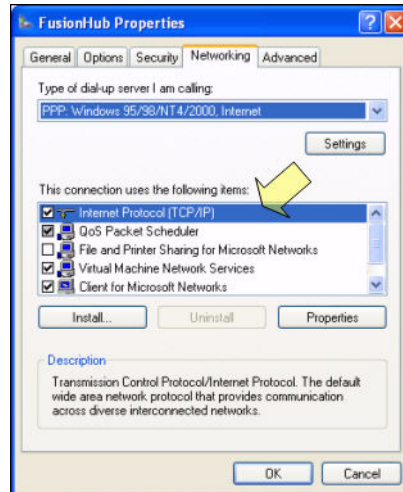 FusionHub Properties
General Options Security Networking Advanced
Type of dial-up server I am calling:
PPP: Windows 95/98/NT4/2000, Internet
Settings
This connection uses the following items:
Internet Protocol (TCP/IP)
QoS Packet Scheduler
File and Printer Sharing for Microsoft Networks
Virtual Machine Network Services
Client for Microsoft Networks
Install... Uninstall Properties
Description
Transmission Control Protocol/Internet Protocol. The default
wide area network protocol that provides communication
across diverse interconnected networks.
OK Cancel